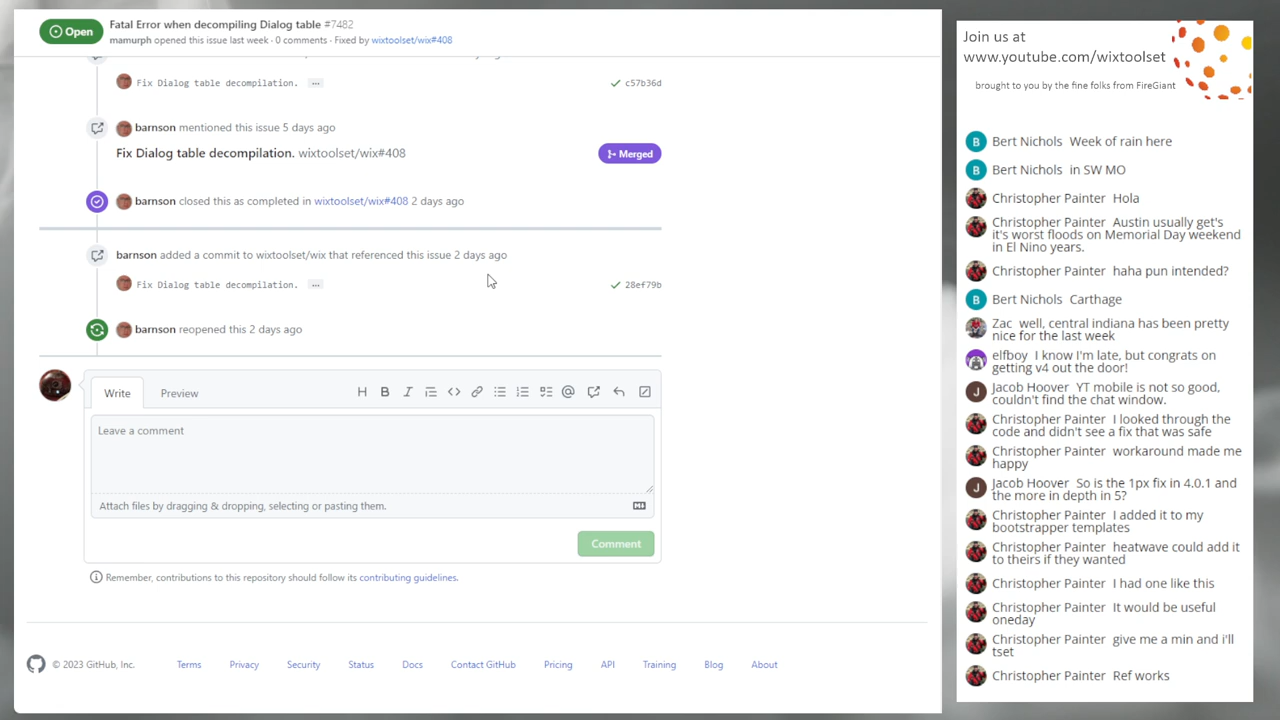 Open
Fatal Error when decompiling Dialog table #7482
mamurph opened this issue last week · 0 comments · Fixed by wixtoolset/wix#408
Fix Dialog table decompilation. ...
c57b36d
barnson mentioned this issue 5 days ago
Fix Dialog table decompilation. wixtoolset/wix#408
Merged
barnson closed this as completed in wixtoolset/wix#408 2 days ago
barnson added a commit to wixtoolset/wix that referenced this issue 2 days ago
Fix Dialog table decompilation. ...
28ef79b
barnson reopened this 2 days ago
Write
Preview
Leave a comment
Attach files by dragging & dropping, selecting or pasting them.
Comment
Remember, contributions to this repository should follow its contributing guidelines.
© 2023 GitHub, Inc.
Terms
Privacy
Security
Status
Docs
Contact GitHub
Pricing
API
Training
Blog
About
Join us at
www.youtube.com/wixtoolset
brought to you by the fine folks from FireGiant
B Bert Nichols Week of rain here
B Bert Nichols in SW MO
Christopher Painter Hola
Christopher Painter Austin usually get's
it's worst floods on Memorial Day weekend
in El Nino years.
Christopher Painter haha pun intended?
B Bert Nichols Carthage
Zac well, central indiana has been pretty
nice for the last week
elfboy I know I'm late, but congrats on
getting v4 out the door!
J Jacob Hoover YT mobile is not so good,
couldn't find the chat window.
Christopher Painter I looked through the
code and didn't see a fix that was safe
Christopher Painter workaround made me
happy
J Jacob Hoover So is the 1px fix in 4.0.1 and
the more in depth in 5?
Christopher Painter I added it to my
bootstrapper templates
Christopher Painter heatwave could add it
to theirs if they wanted
Christopher Painter I had one like this
Christopher Painter It would be useful
oneday
Christopher Painter give me a min and i'll
tset
Christopher Painter Ref works